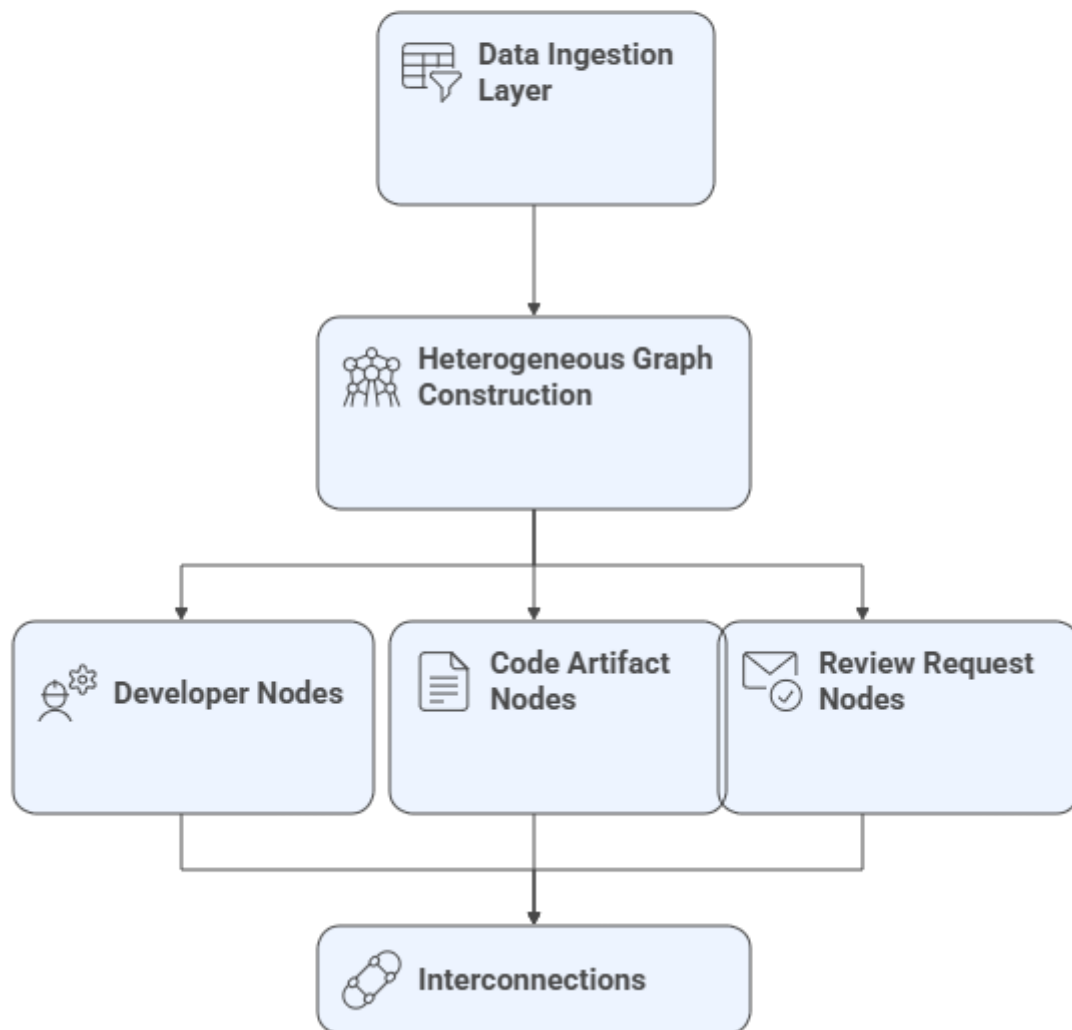 Data Ingestion
Layer
Heterogeneous Graph
Construction
Developer Nodes
Code Artifact
Nodes
Review Request
Nodes
Interconnections